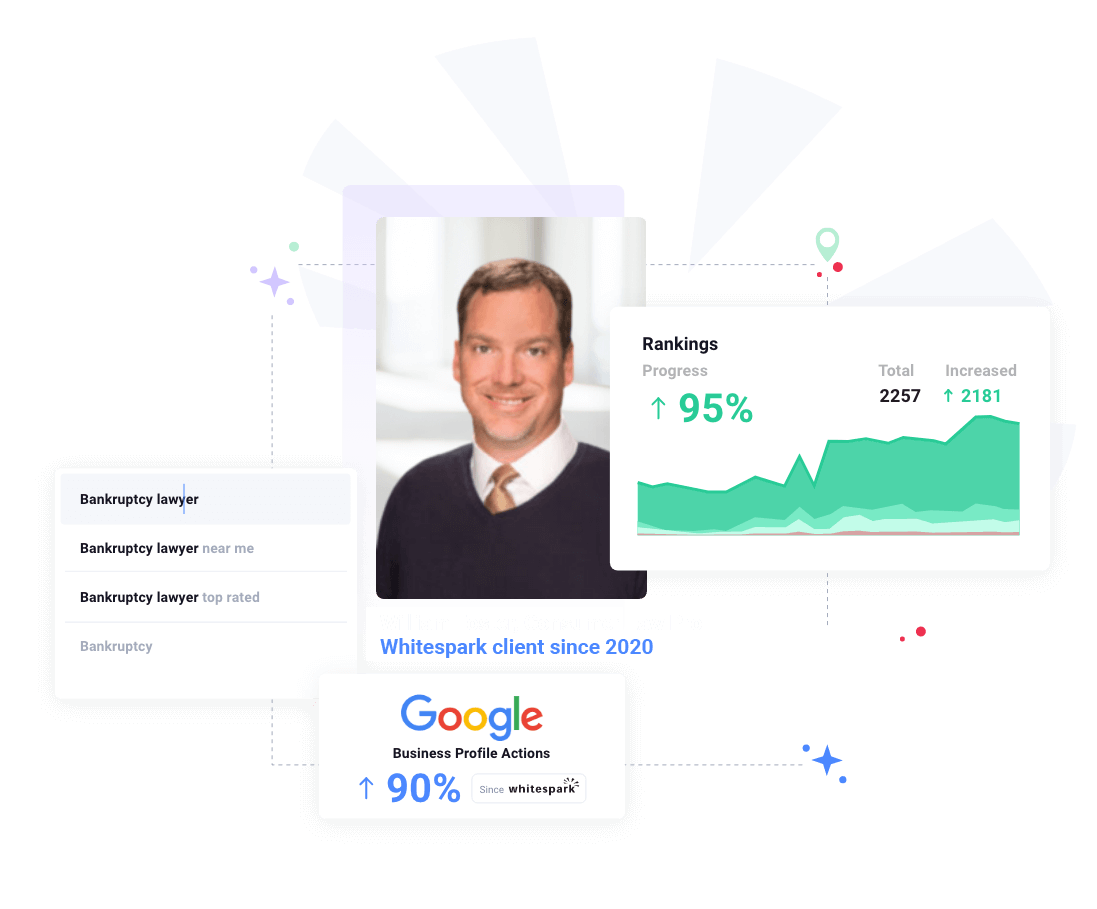 Rankings
Progress
↑ 95%
Total
Increased
2257
↑ 2181
Bankruptcy lawyer
Bankruptcy lawyer near me
Bankruptcy lawyer top rated
Bankruptcy
Whitespark client since 2020
Google
Business Profile Actions
↑ 90%
Since whitespark